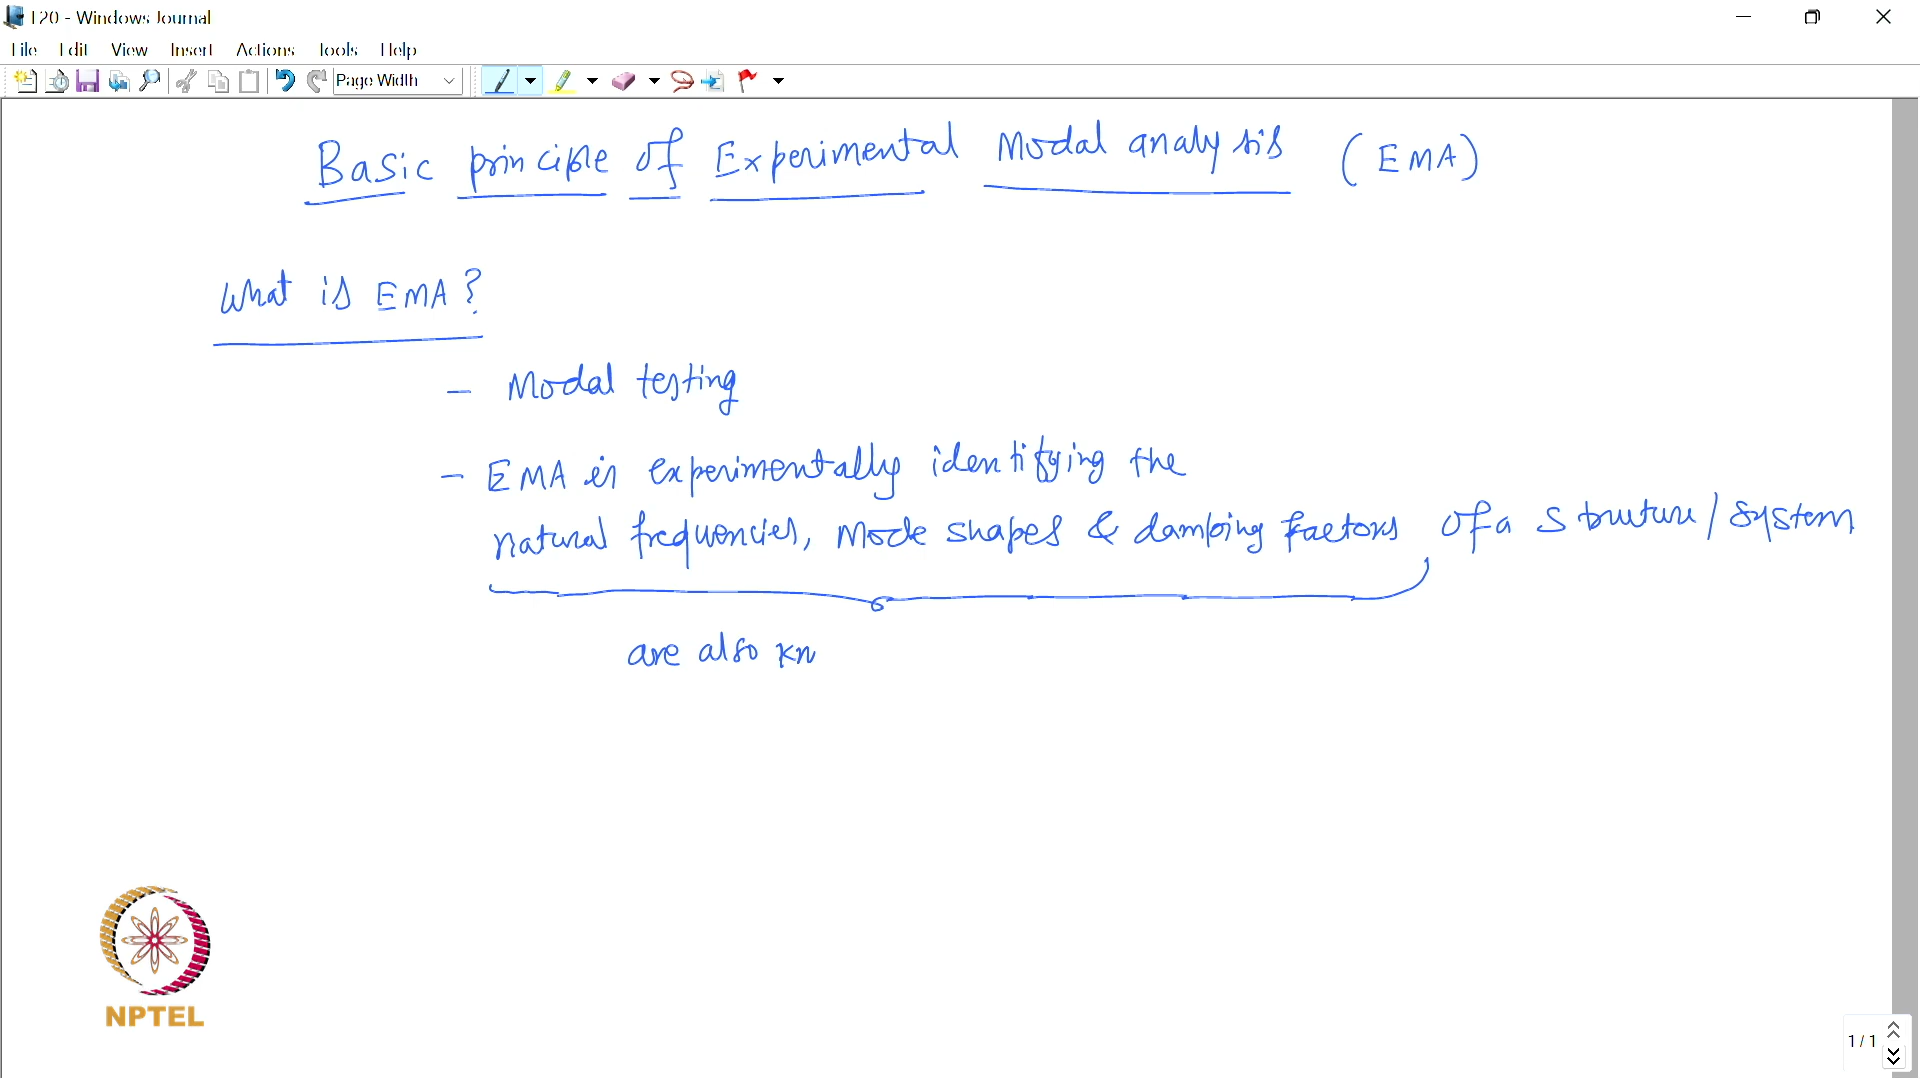 L20 - Windows Journal
File Edit View Insert Actions Tools Help
Page Width
Basic principle of Experimental Modal analysis (EMA)
What is EMA?
- Modal testing
- EMA is experimentally identifying the
natural frequencies, Mode shapes & damping factors of a struture/system
are also kn
NPTEL
1 / 1